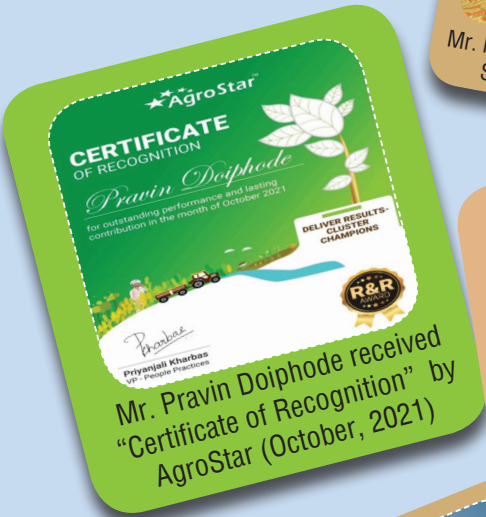 AgroStar™
CERTIFICATE
OF RECOGNITION
Pravin Doiphode
for outstanding performance and lasting
contribution in the month of October 2021
DELIVER RESULTS-
CLUSTER
CHAMPIONS
R&R
AWARD
Priyanjali Kharbas
VP - People Practices
Mr. Pravin Doiphode received
“Certificate of Recognition” by
AgroStar (October, 2021)
Mr.